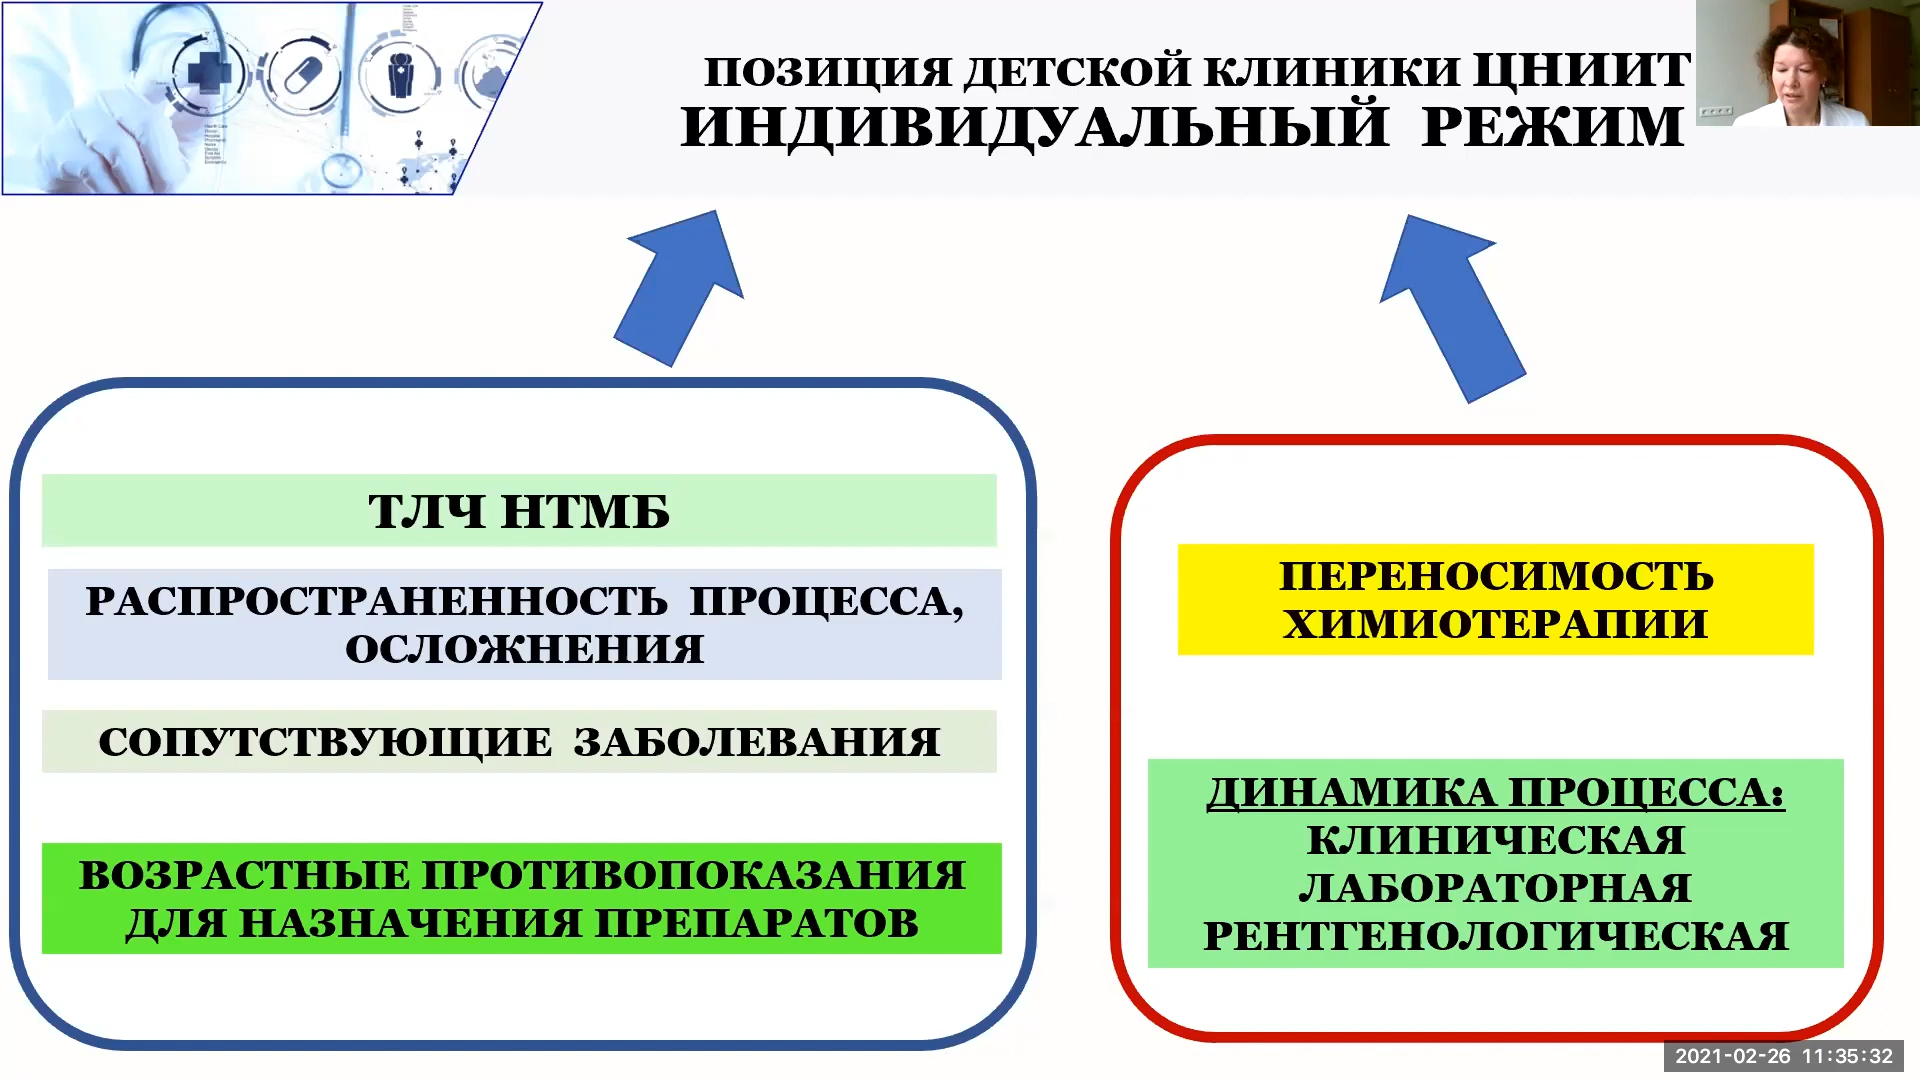 ПОЗИЦИЯ ДЕТСКОЙ КЛИНИКИ ЦНИИТ
ИНДИВИДУАЛЬНЫЙ РЕЖИМ
ТЛЧ НТМБ
РАСПРОСТРАНЕННОСТЬ ПРОЦЕССА,
ОСЛОЖНЕНИЯ
СОПУТСТВУЮЩИЕ ЗАБОЛЕВАНИЯ
ВОЗРАСТНЫЕ ПРОТИВОПОКАЗАНИЯ
ДЛЯ НАЗНАЧЕНИЯ ПРЕПАРАТОВ
ПЕРЕНОСИМОСТЬ
ХИМИОТЕРАПИИ
ДИНАМИКА ПРОЦЕССА:
КЛИНИЧЕСКАЯ
ЛАБОРАТОРНАЯ
РЕНТГЕНОЛОГИЧЕСКАЯ
2021-02-26 11:35:32